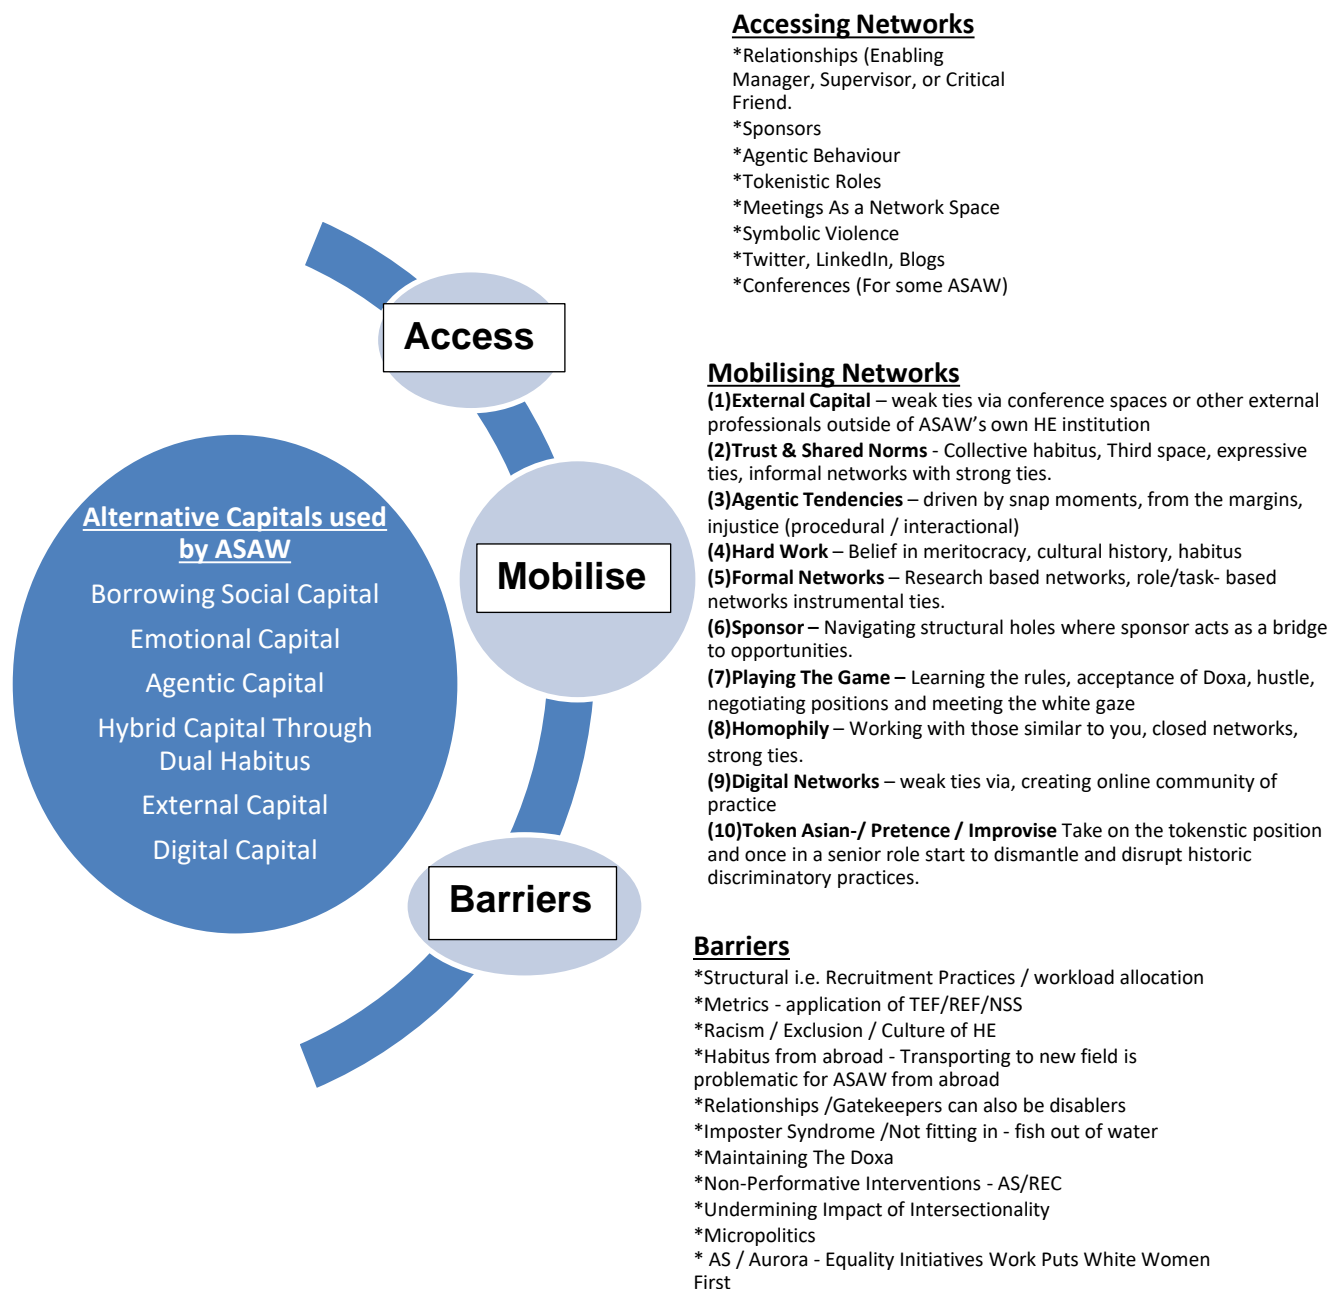 Accessing Networks
*Relationships (Enabling
Manager, Supervisor, or Critical
Friend.
*Sponsors
*Agentic Behaviour
*Tokenistic Roles
*Meetings As a Network Space
*Symbolic Violence
*Twitter, LinkedIn, Blogs
*Conferences (For some ASAW)
Access
Mobilise
Barriers
Alternative Capitals used
by ASAW
Borrowing Social Capital
Emotional Capital
Agentic Capital
Hybrid Capital Through
Dual Habitus
External Capital
Digital Capital
Mobilising Networks
(1)External Capital – weak ties via conference spaces or other external
professionals outside of ASAW’s own HE institution
(2)Trust & Shared Norms - Collective habitus, Third space, expressive
ties, informal networks with strong ties.
(3)Agentic Tendencies – driven by snap moments, from the margins,
injustice (procedural / interactional)
(4)Hard Work – Belief in meritocracy, cultural history, habitus
(5)Formal Networks – Research based networks, role/task- based
networks instrumental ties.
(6)Sponsor – Navigating structural holes where sponsor acts as a bridge
to opportunities.
(7)Playing The Game – Learning the rules, acceptance of Doxa, hustle,
negotiating positions and meeting the white gaze
(8)Homophily – Working with those similar to you, closed networks,
strong ties.
(9)Digital Networks – weak ties via, creating online community of
practice
(10)Token Asian-/ Pretence / Improvise Take on the tokenstic position
and once in a senior role start to dismantle and disrupt historic
discriminatory practices.
Barriers
*Structural i.e. Recruitment Practices / workload allocation
*Metrics - application of TEF/REF/NSS
*Racism / Exclusion / Culture of HE
*Habitus from abroad - Transporting to new field is
problematic for ASAW from abroad
*Relationships /Gatekeepers can also be disablers
*Imposter Syndrome /Not fitting in - fish out of water
*Maintaining The Doxa
*Non-Performative Interventions - AS/REC
*Undermining Impact of Intersectionality
*Micropolitics
* AS / Aurora - Equality Initiatives Work Puts White Women
First